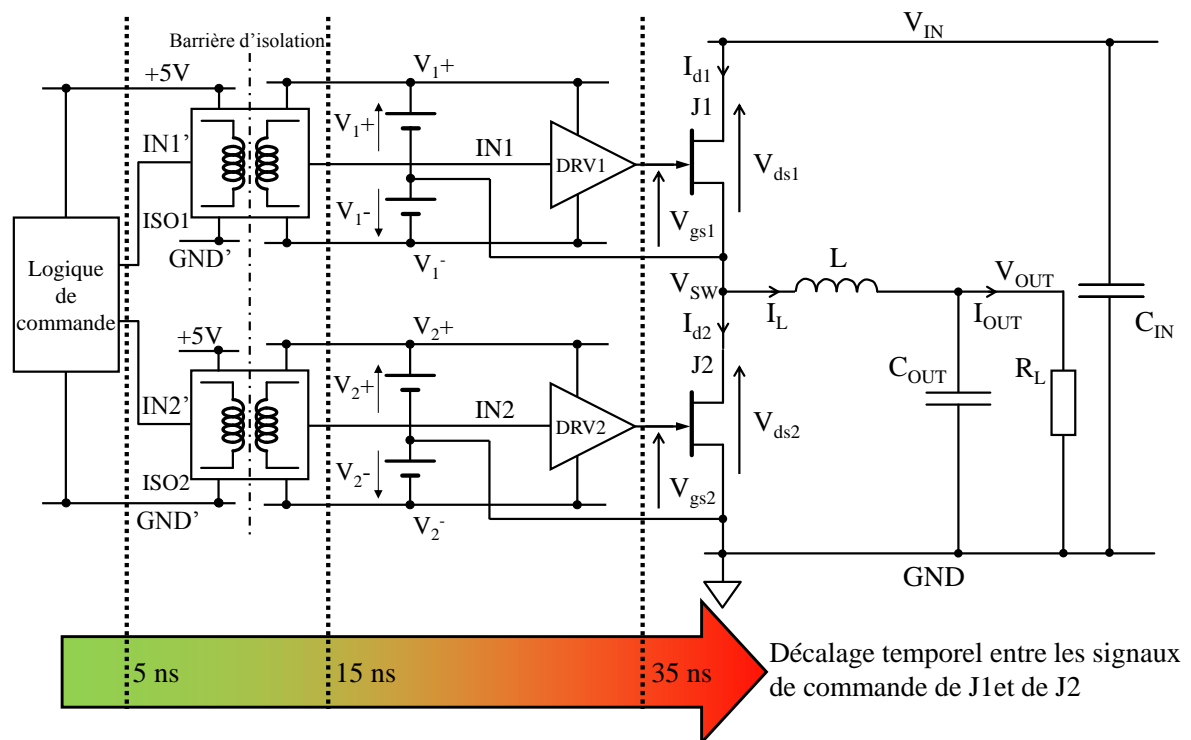 Barrière d'isolation
V_IN
+5V
V₁+
I_d1
J1
IN1'
V₁+
IN1
DRV1
V_ds1
ISO1
V₁-
V_gs1
GND'
V₁⁻
L
V_OUT
Logique
de
commande
V_SW
I_L
I_OUT
C_IN
+5V
V₂+
I_d2
J2
C_OUT
R_L
IN2'
V₂+
IN2
DRV2
V_ds2
ISO2
V₂-
V_gs2
GND'
V₂⁻
GND
5 ns
15 ns
35 ns
Décalage temporel entre les signaux
de commande de J1et de J2